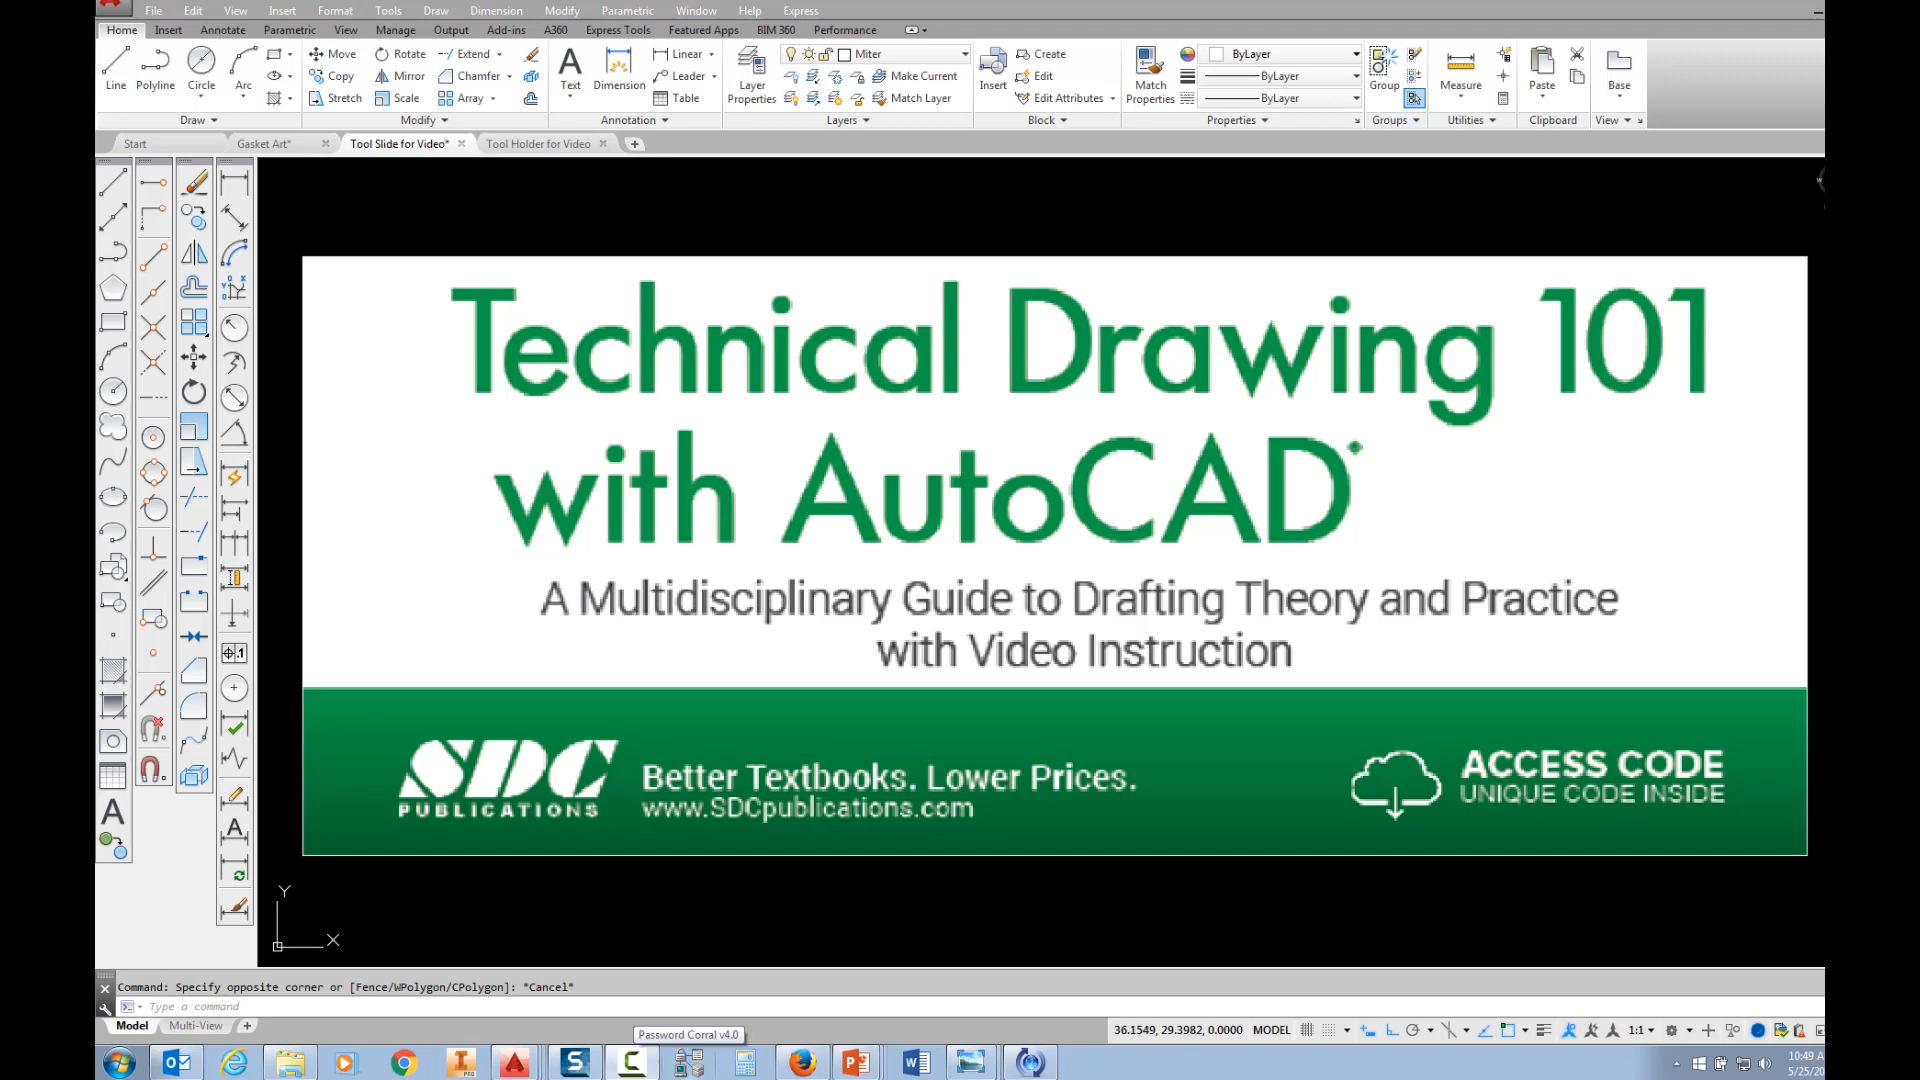 File Edit View Insert Format Tools Draw Dimension Modify Parametric Window Help Express
Home Insert Annotate Parametric View Manage Output Add-ins A360 Express Tools Featured Apps BIM 360 Performance
Line Polyline Circle Arc
Move Rotate Extend
Copy Mirror Chamfer
Stretch Scale Array
Text Dimension
Linear
Leader
Table
Layer Properties
Miter
Make Current
Match Layer
Insert
Create
Edit
Edit Attributes
Match Properties
ByLayer
ByLayer
ByLayer
Group Measure Paste Base
Draw Modify Annotation Layers Block Properties Groups Utilities Clipboard View
Start Gasket Art* Tool Slide for Video* Tool Holder for Video
Technical Drawing 101
with AutoCAD
A Multidisciplinary Guide to Drafting Theory and Practice
with Video Instruction
SDC
PUBLICATIONS
Better Textbooks. Lower Prices.
www.SDCpublications.com
ACCESS CODE
UNIQUE CODE INSIDE
Y
X
Command: Specify opposite corner or [Fence/WPolygon/CPolygon]: *Cancel*
Type a command
Model Multi-View
Password Corral v4.0
36.1549, 29.3982, 0.0000 MODEL 1:1
10:49 A
5/25/20